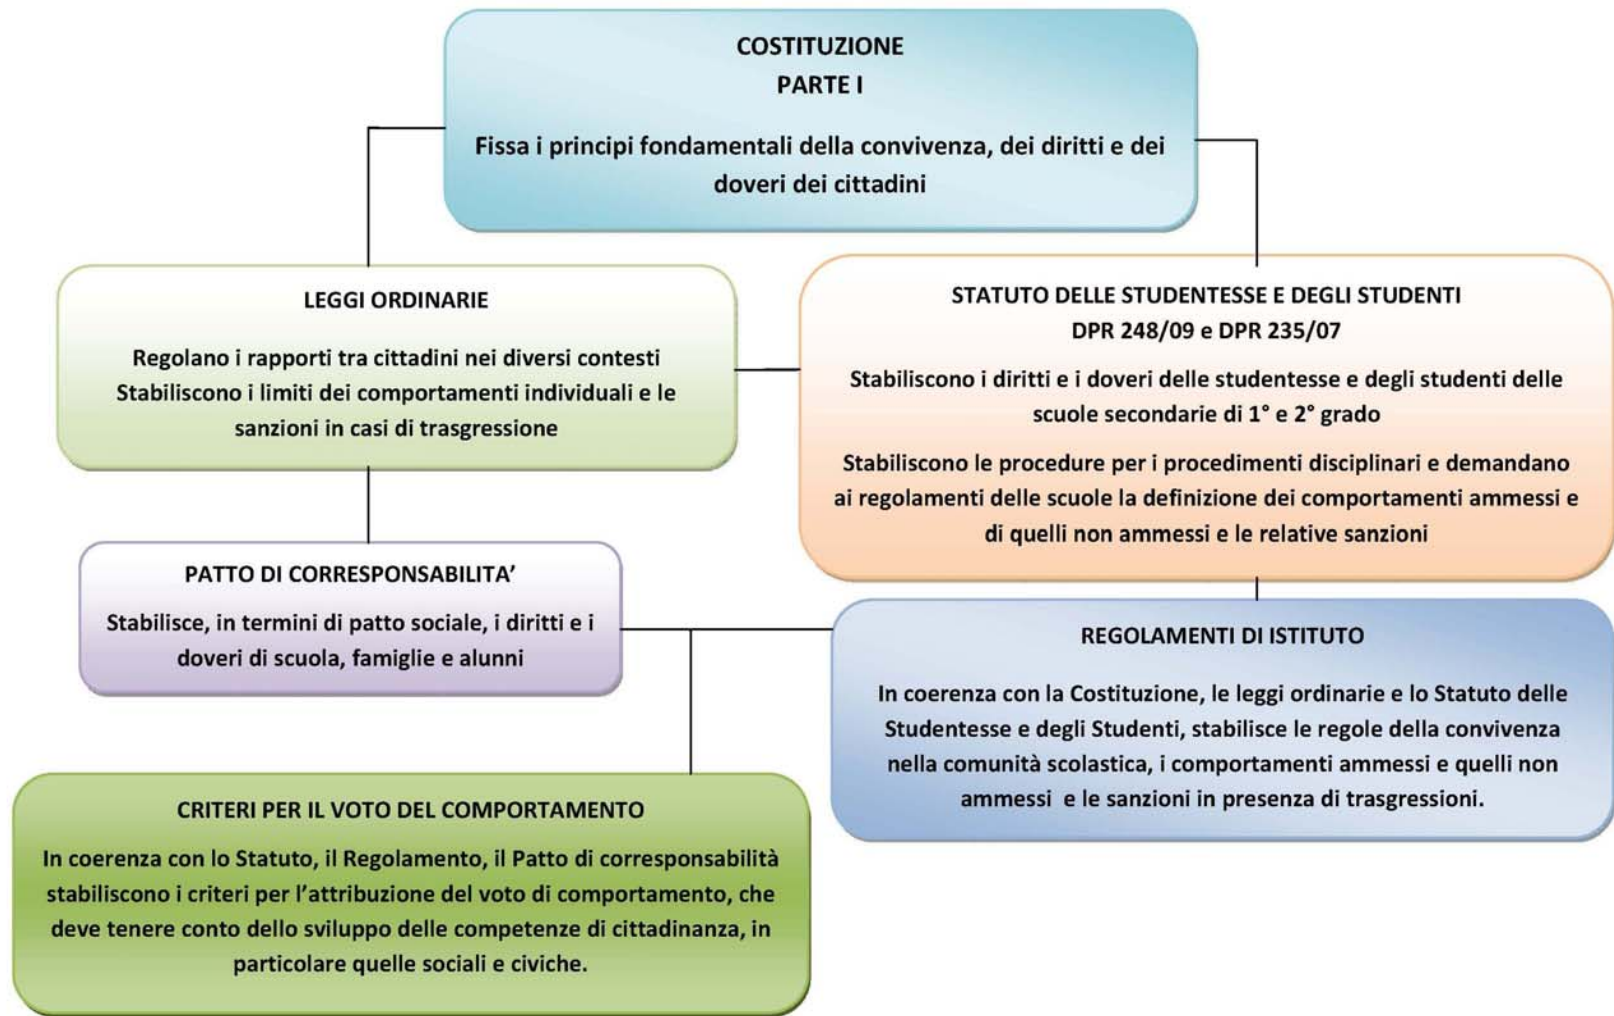 COSTITUZIONE
PARTE I
Fissa i principi fondamentali della convivenza, dei diritti e dei
doveri dei cittadini
LEGGI ORDINARIE
Regolano i rapporti tra cittadini nei diversi contesti
Stabiliscono i limiti dei comportamenti individuali e le
sanzioni in casi di trasgressione
STATUTO DELLE STUDENTESSE E DEGLI STUDENTI
DPR 248/09 e DPR 235/07
Stabiliscono i diritti e i doveri delle studentesse e degli studenti delle
scuole secondarie di 1° e 2° grado
Stabiliscono le procedure per i procedimenti disciplinari e demandano
ai regolamenti delle scuole la definizione dei comportamenti ammessi e
di quelli non ammessi e le relative sanzioni
PATTO DI CORRESPONSABILITA’
Stabilisce, in termini di patto sociale, i diritti e i
doveri di scuola, famiglie e alunni
REGOLAMENTI DI ISTITUTO
In coerenza con la Costituzione, le leggi ordinarie e lo Statuto delle
Studentesse e degli Studenti, stabilisce le regole della convivenza
nella comunità scolastica, i comportamenti ammessi e quelli non
ammessi e le sanzioni in presenza di trasgressioni.
CRITERI PER IL VOTO DEL COMPORTAMENTO
In coerenza con lo Statuto, il Regolamento, il Patto di corresponsabilità
stabiliscono i criteri per l’attribuzione del voto di comportamento, che
deve tenere conto dello sviluppo delle competenze di cittadinanza, in
particolare quelle sociali e civiche.